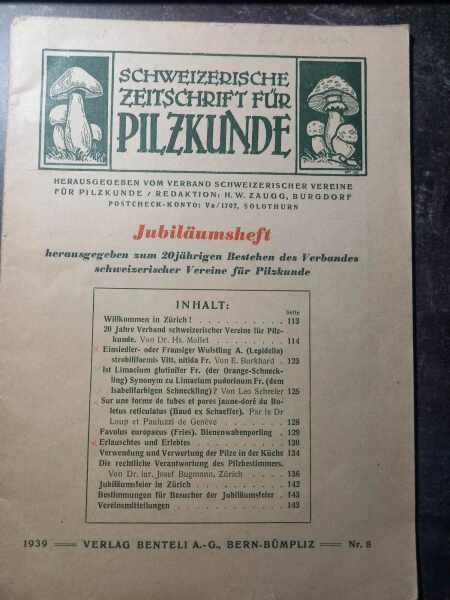 SCHWEIZERISCHE
ZEITSCHRIFT FÜR
PILZKUNDE
HERAUSGEGEBEN VOM VERBAND SCHWEIZERISCHER VEREINE
FÜR PILZKUNDE / REDAKTION: H. W. ZAUGG, BURGDORF
POSTCHECK-KONTO: Va/1707, SOLOTHURN
Jubiläumsheft
herausgegeben zum 20jährigen Bestehen des Verbandes
schweizerischer Vereine für Pilzkunde
INHALT:
Seite
Willkommen in Zürich! . . . . . . . . . . 113
20 Jahre Verband schweizerischer Vereine für Pilz-
kunde. Von Dr. Hs. Mollet . . . . . . . 114
Einsiedler- oder Fransiger Wulstling A. (Lepidella)
strobiliformis Vitt. nitida Fr. Von E. Burkhard . . 123
Ist Limacium glutinifer Fr. (der Orange-Schneck-
ling) Synonym zu Limacium pudorinum Fr. (dem
Isabellfarbigen Schneckling)? Von Leo Schreier 125
Sur une forme de tubes et pores jaune-doré du Bo-
letus reticulatus (Baud ex Schaeffer). Par le Dr
Loup et Pauluzzi de Genève . . . . . . 128
Favolus europaeus (Fries). Bienenwabenporling . 129
Erlauschtes und Erlebtes . . . . . . . . . 130
Verwendung und Verwertung der Pilze in der Küche 134
Die rechtliche Verantwortung des Pilzbestimmers.
Von Dr. iur. Josef Bugmann, Zürich . . . . 136
Jubiläumsfeier in Zürich . . . . . . . . . 142
Bestimmungen für Besucher der Jubiläumsfeier . 143
Vereinsmitteilungen . . . . . . . . . . 143
1939 VERLAG BENTELI A.-G., BERN-BÜMPLIZ Nr. 8